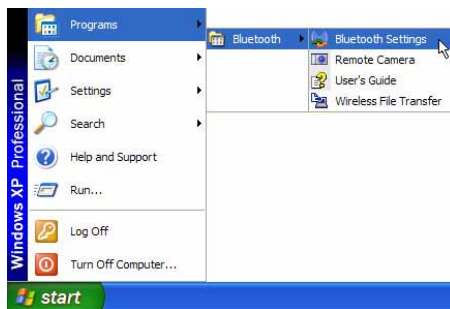 Windows XP Professional
Programs
Documents
Settings
Search
Help and Support
Run...
Log Off
Turn Off Computer...
Bluetooth
Bluetooth Settings
Remote Camera
User's Guide
Wireless File Transfer
start